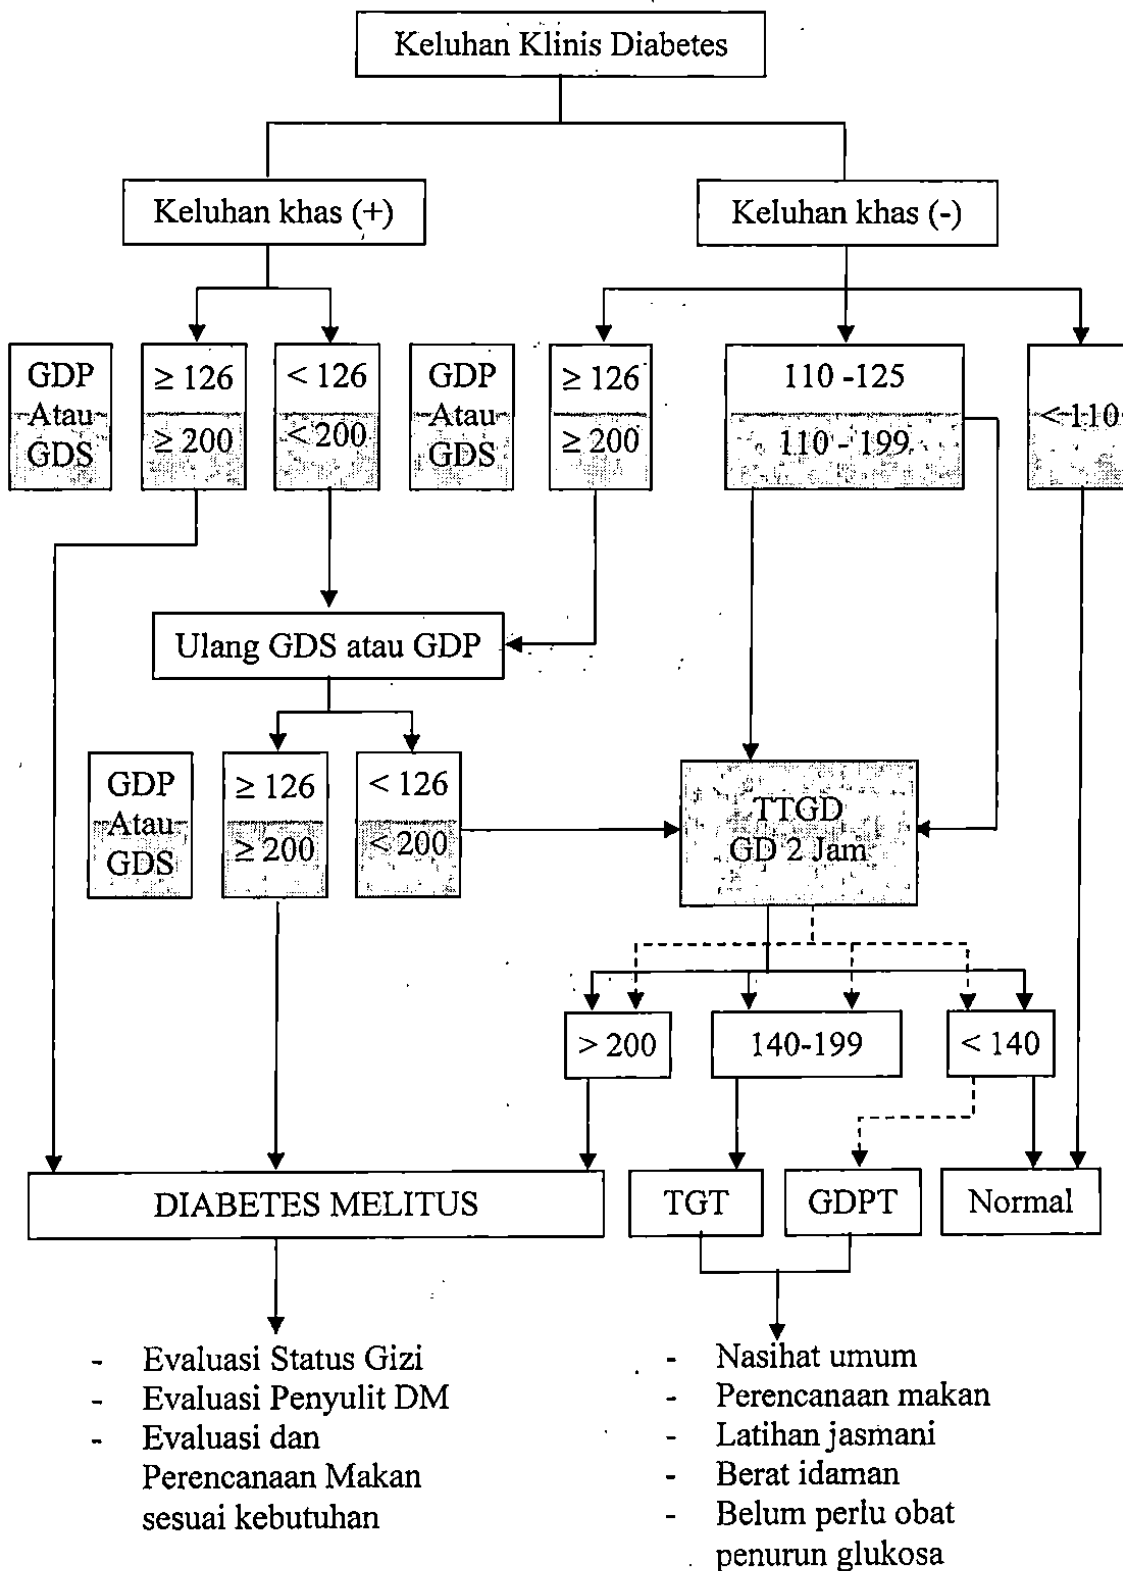 Keluhan Klinis Diabetes
Keluhan khas (+)
Keluhan khas (-)
GDP
Atau
GDS
≥ 126
≥ 200
< 126
< 200
GDP
Atau
GDS
≥ 126
≥ 200
110 -125
110 - 199
< 110
Ulang GDS atau GDP
GDP
Atau
GDS
≥ 126
≥ 200
< 126
< 200
TTGD
GD 2 Jam
> 200
140-199
< 140
DIABETES MELITUS
TGT
GDPT
Normal
- Evaluasi Status Gizi
- Evaluasi Penyulit DM
- Evaluasi dan
Perencanaan Makan
sesuai kebutuhan
- Nasihat umum
- Perencanaan makan
- Latihan jasmani
- Berat idaman
- Belum perlu obat
penurun glukosa